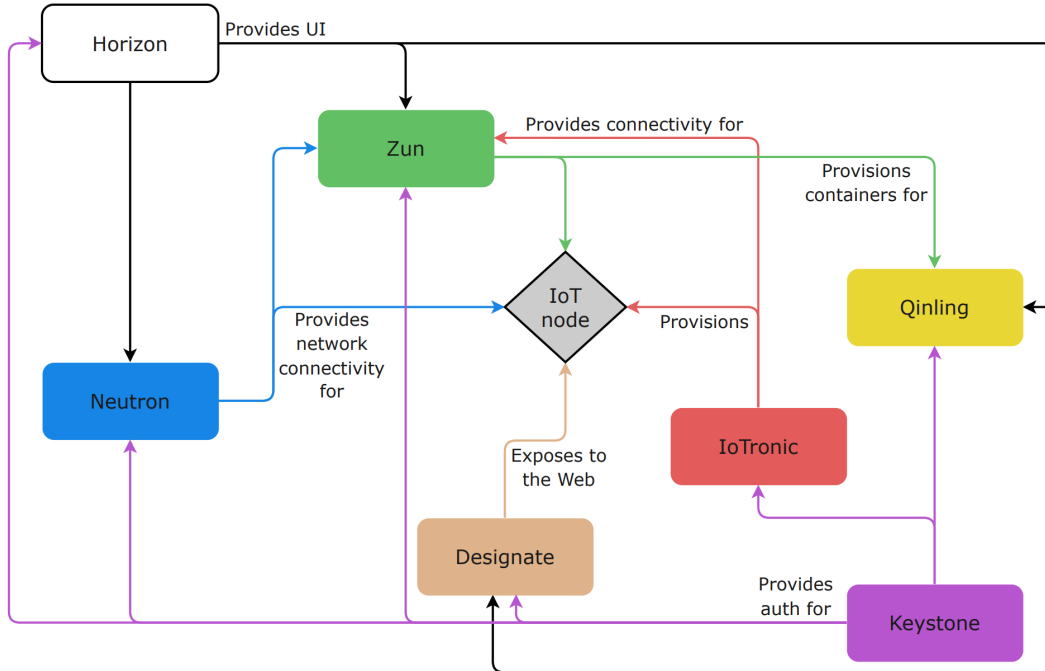 Horizon
Provides UI
Zun
Provides connectivity for
Provisions
containers for
IoT
node
Qinling
Provides
network
connectivity
for
Provisions
Neutron
IoTronic
Exposes to
the Web
Designate
Provides
auth for
Keystone